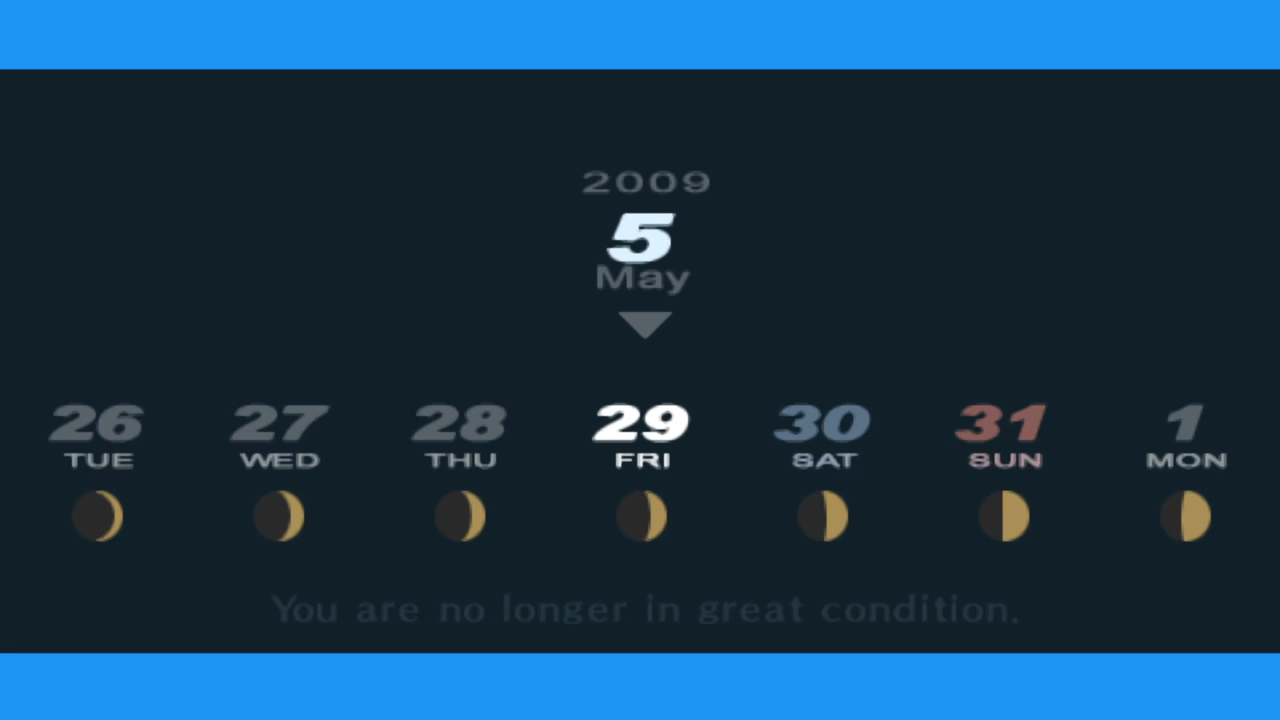 2009
5
May
26 27 28 29 30 31 1
TUE WED THU FRI SAT SUN MON
You are no longer in great condition.